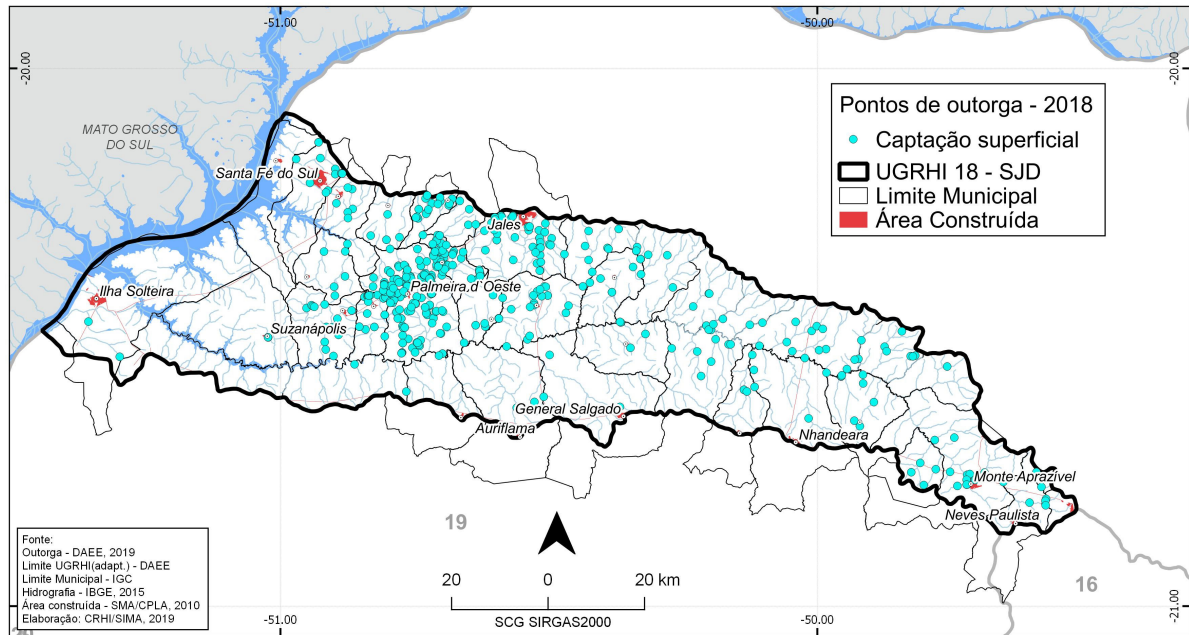 -51.00
-50.00
-20.00
-20.00
Pontos de outorga - 2018
Captação superficial
UGRHI 18 - SJD
Limite Municipal
Área Construída
MATO GROSSO
DO SUL
Santa Fé do Sul
Jales
Ilha Solteira
Palmeira d`Oeste
Suzanápolis
General Salgado
Auriflama
Nhandeara
Monte Aprazível
Neves Paulista
19
16
Fonte:
Outorga - DAEE, 2019
Limite UGRHI(adapt.) - DAEE
Limite Municipal - IGC
Hidrografia - IBGE, 2015
Área construída - SMA/CPLA, 2010
Elaboração: CRHI/SIMA, 2019
20 0 20 km
SCG SIRGAS2000
-21.00
-21.00
-51.00
-50.00